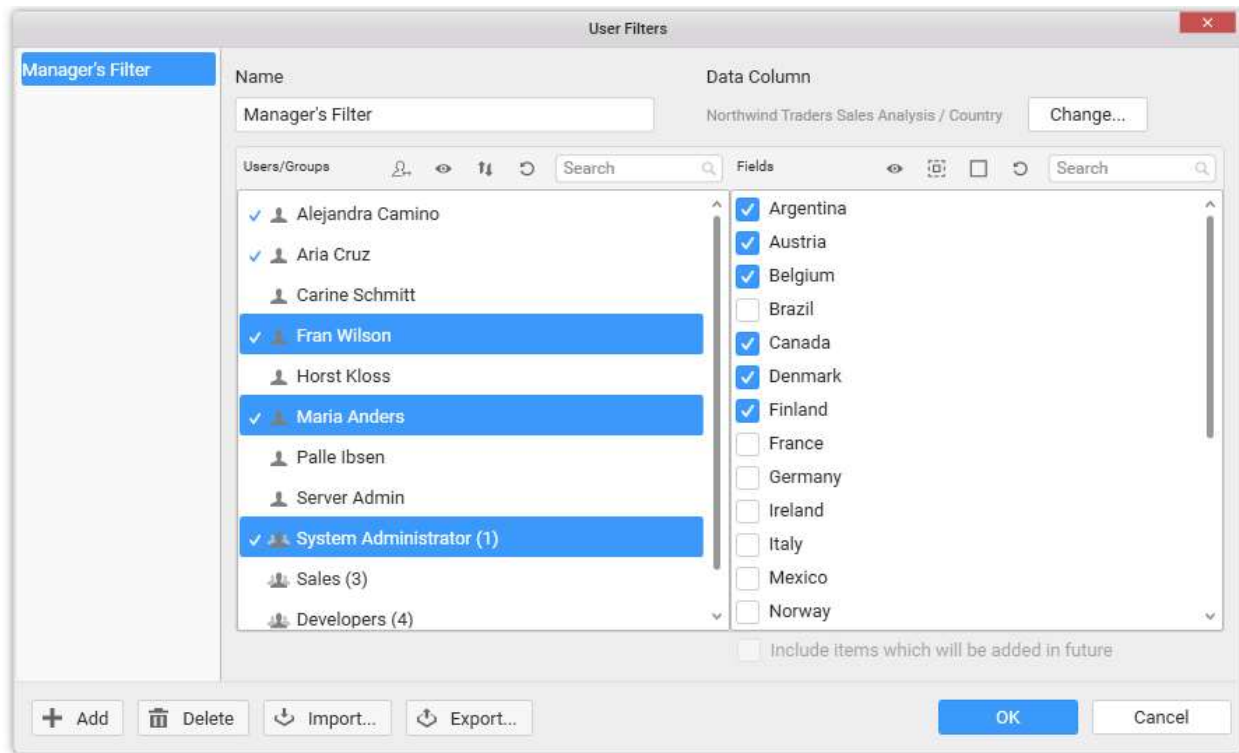 User Filters
Manager's Filter
Name
Data Column
Manager's Filter
Northwind Traders Sales Analysis / Country
Change...
Users/Groups
Search
Fields
Search
Alejandra Camino
Aria Cruz
Carine Schmitt
Fran Wilson
Horst Kloss
Maria Anders
Palle Ibsen
Server Admin
System Administrator (1)
Sales (3)
Developers (4)
Argentina
Austria
Belgium
Brazil
Canada
Denmark
Finland
France
Germany
Ireland
Italy
Mexico
Norway
Include items which will be added in future
Add
Delete
Import...
Export...
OK
Cancel